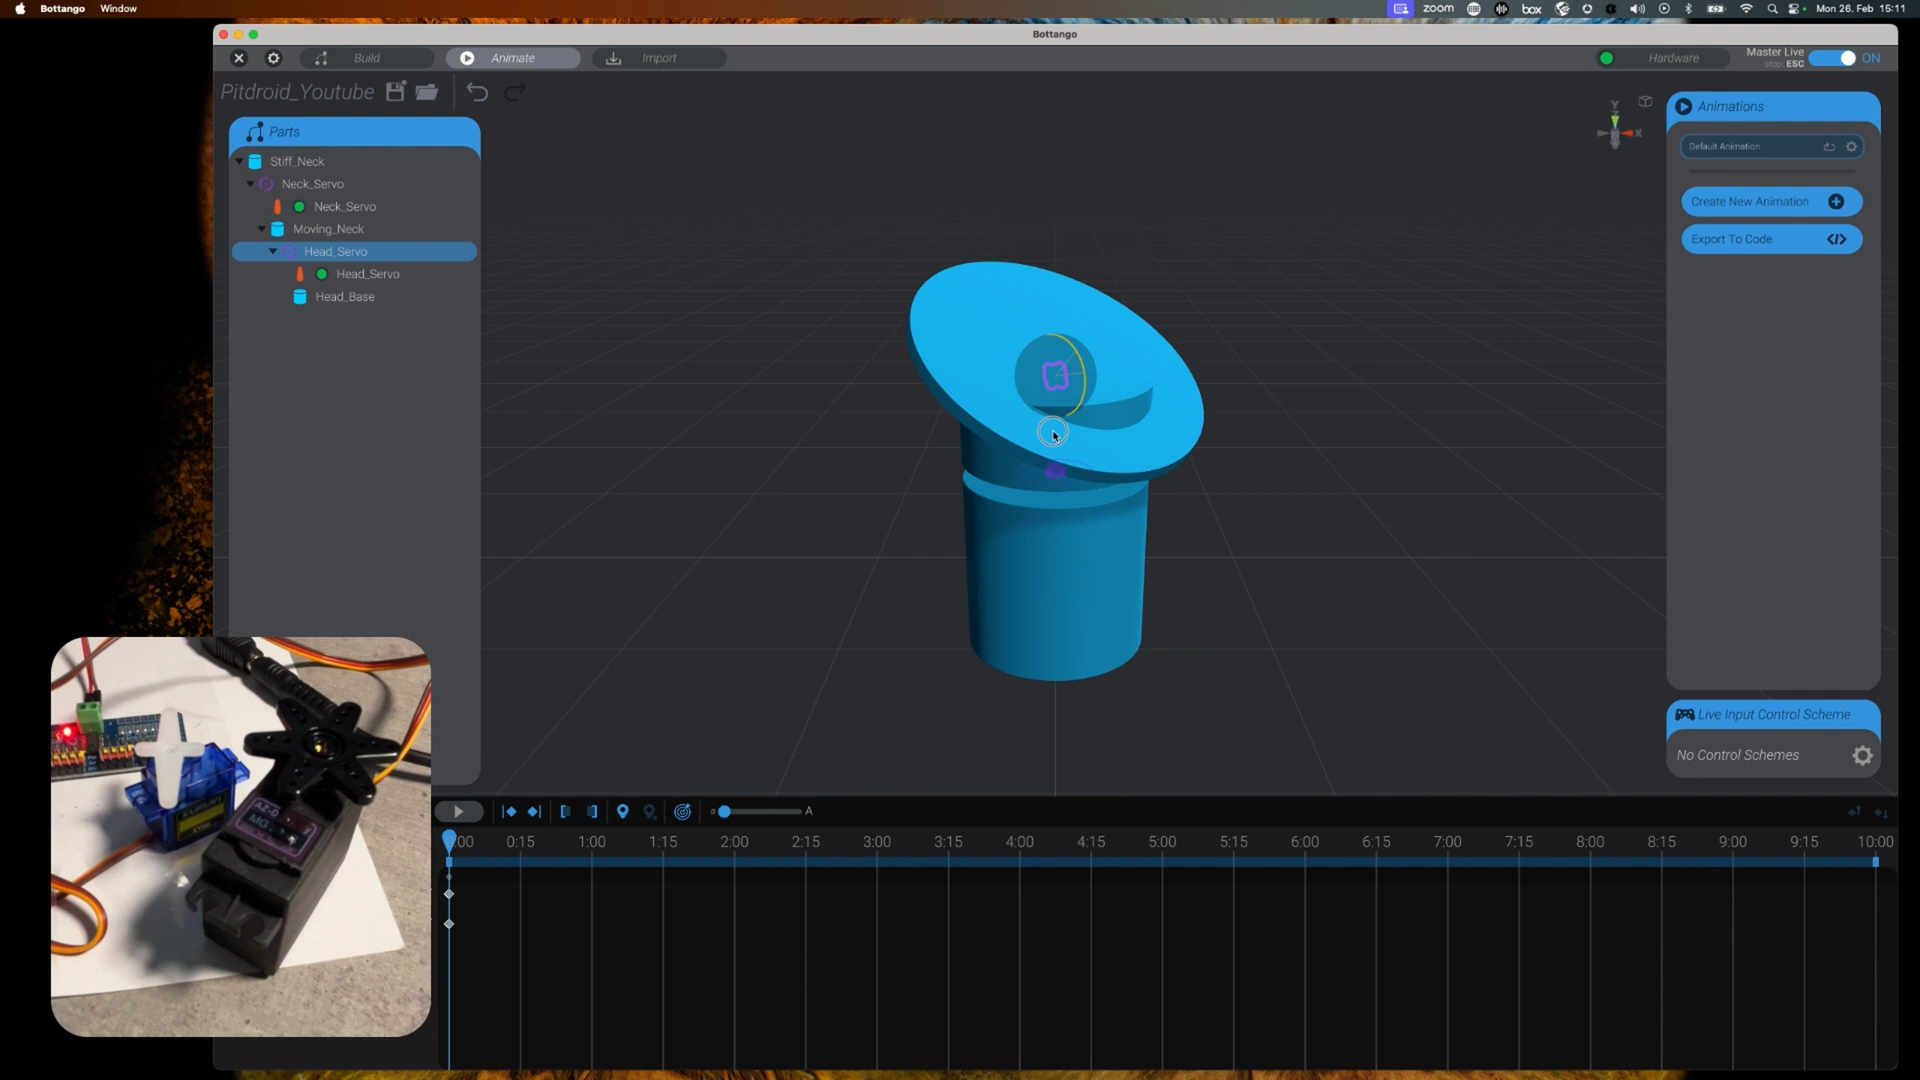 Bottango Window
zoom box Mon 26. Feb 15:11
Bottango
Build Animate Import Hardware Master Live ON
stop: ESC
Pitdroid_Youtube
Parts
Stiff_Neck
Neck_Servo
Neck_Servo
Moving_Neck
Head_Servo
Head_Servo
Head_Base
Y
X
Animations
Default Animation
Create New Animation
Export To Code
Live Input Control Scheme
No Control Schemes
A
:00 0:15 1:00 1:15 2:00 2:15 3:00 3:15 4:00 4:15 5:00 5:15 6:00 6:15 7:00 7:15 8:00 8:15 9:00 9:15 10:00
AZ-D
MG